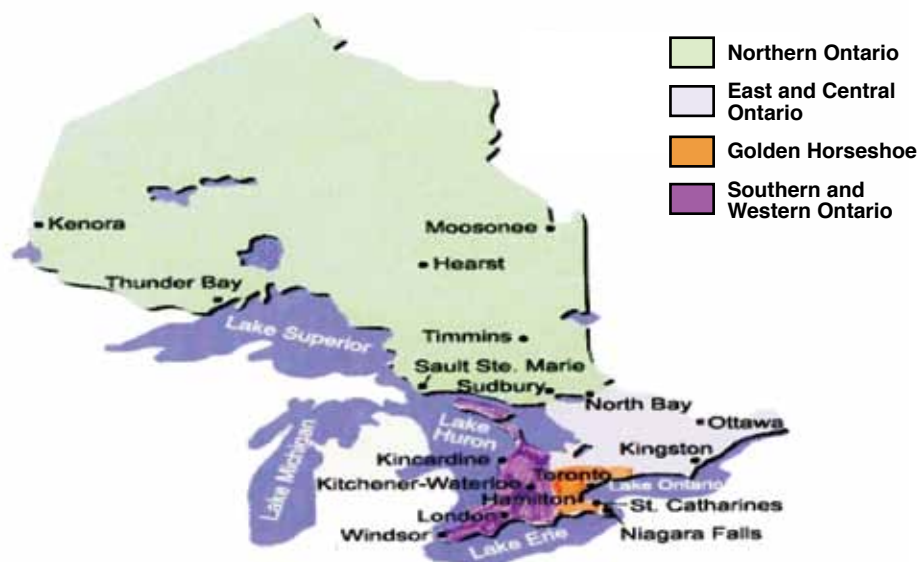 Northern Ontario
East and Central
Ontario
Golden Horseshoe
Southern and
Western Ontario
Kenora
Moosonee
Hearst
Thunder Bay
Lake Superior
Timmins
Sault Ste. Marie
Sudbury
North Bay
Ottawa
Lake
Huron
Lake Michigan
Kingston
Kincardine
Toronto
Lake Ontario
Kitchener-Waterloo
Hamilton
St. Catharines
London
Windsor
Lake Erie
Niagara Falls